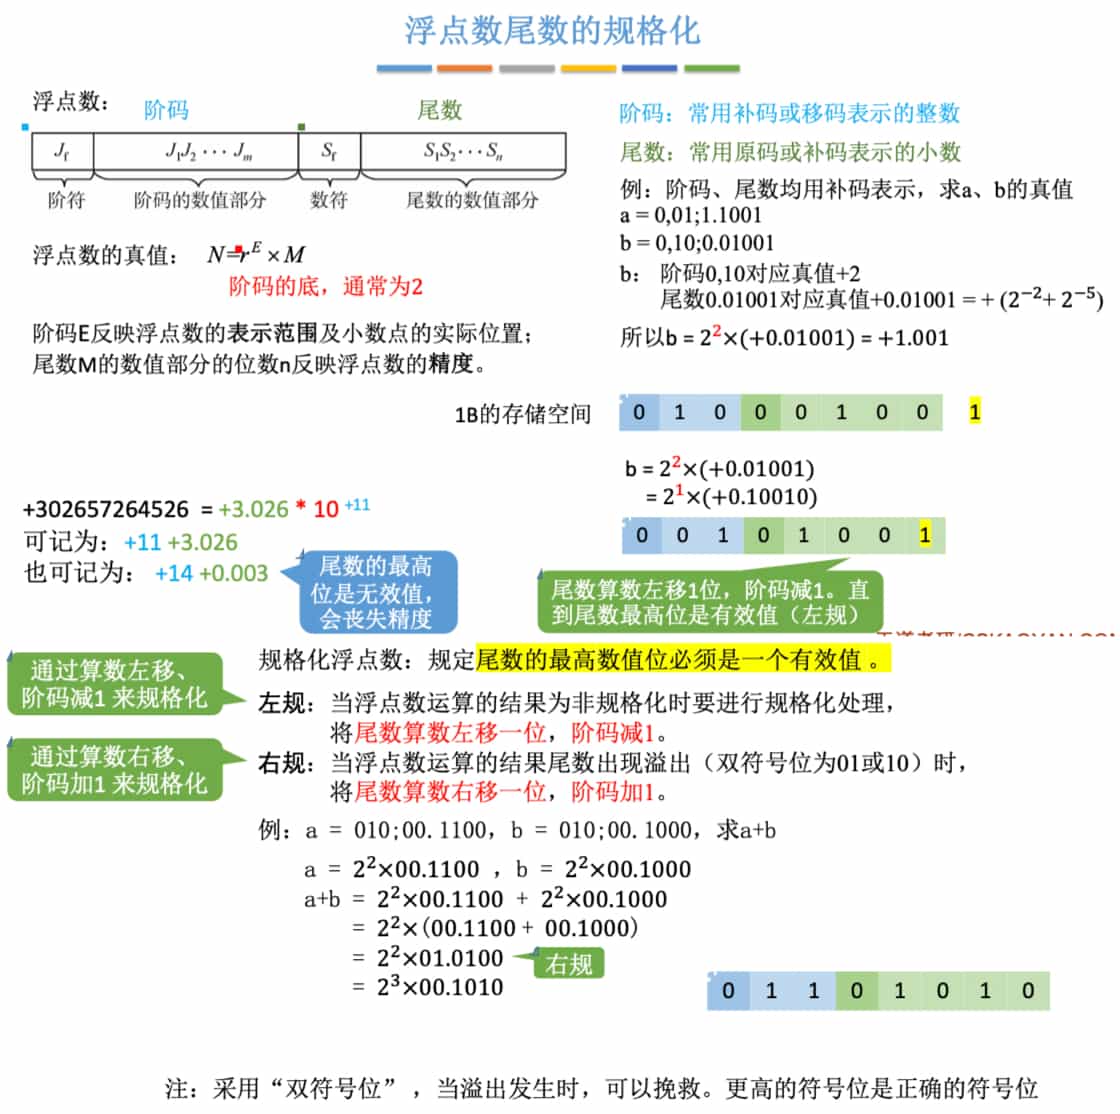 浮点数尾数的规格化
浮点数：
阶码
尾数
Jf J1J2 ··· Jm Sf S1S2 ··· Sn
阶符 阶码的数值部分 数符 尾数的数值部分
浮点数的真值： N=r^E × M
阶码的底，通常为2
阶码E反映浮点数的表示范围及小数点的实际位置；
尾数M的数值部分的位数n反映浮点数的精度。
阶码：常用补码或移码表示的整数
尾数：常用原码或补码表示的小数
例：阶码、尾数均用补码表示，求a、b的真值
a = 0,01;1.1001
b = 0,10;0.01001
b： 阶码0,10对应真值+2
尾数0.01001对应真值+0.01001 = + (2^−2+ 2^−5)
所以b = 2^2×(+0.01001) = +1.001
1B的存储空间 0 1 0 0 0 1 0 0 1
b = 2^2×(+0.01001)
= 2^1×(+0.10010)
0 0 1 0 1 0 0 1
尾数算数左移1位，阶码减1。直
到尾数最高位是有效值（左规）
+302657264526 = +3.026 * 10 ^+11
可记为：+11 +3.026
也可记为： +14 +0.003
尾数的最高
位是无效值，
会丧失精度
规格化浮点数：规定尾数的最高数值位必须是一个有效值 。
通过算数左移、
阶码减1 来规格化
左规：当浮点数运算的结果为非规格化时要进行规格化处理，
将尾数算数左移一位，阶码减1。
通过算数右移、
阶码加1 来规格化
右规：当浮点数运算的结果尾数出现溢出（双符号位为01或10）时，
将尾数算数右移一位，阶码加1。
例：a = 010;00.1100，b = 010;00.1000，求a+b
a = 2^2×00.1100 ，b = 2^2×00.1000
a+b = 2^2×00.1100 + 2^2×00.1000
= 2^2×(00.1100 + 00.1000)
= 2^2×01.0100 右规
= 2^3×00.1010
0 1 1 0 1 0 1 0
注：采用“双符号位”，当溢出发生时，可以挽救。更高的符号位是正确的符号位